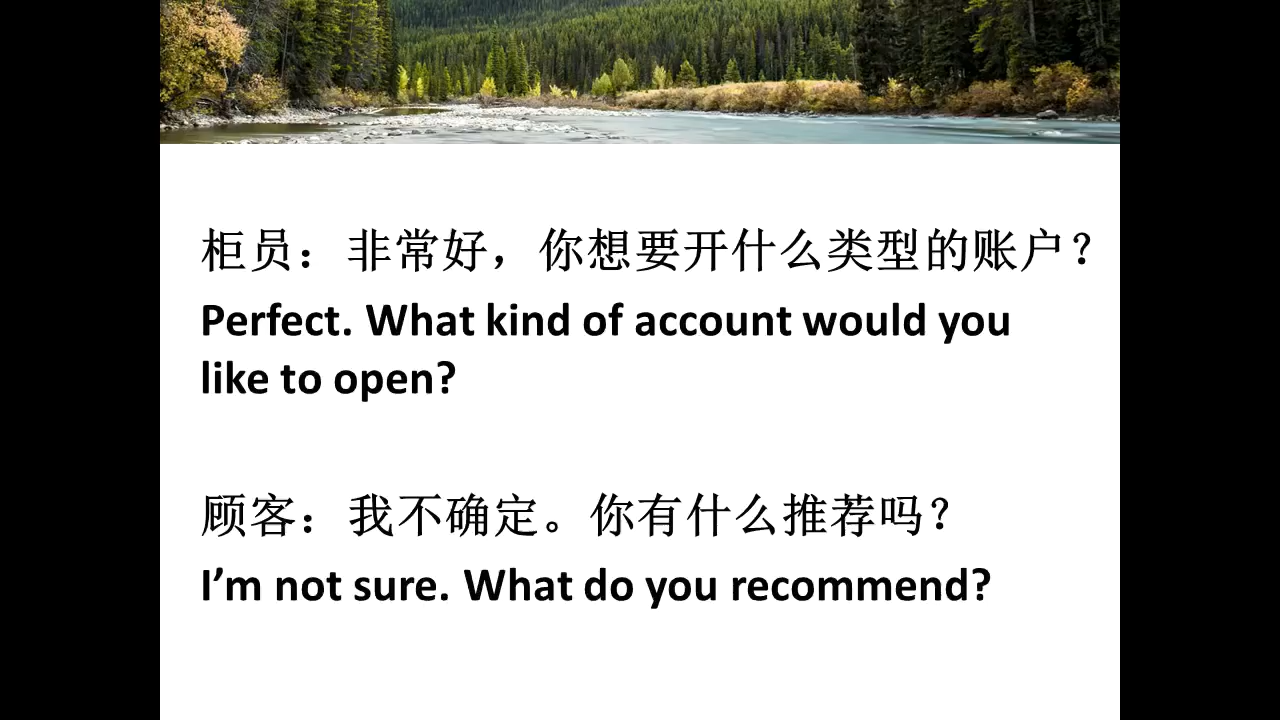 柜员：非常好，你想要开什么类型的账户？
Perfect. What kind of account would you
like to open?
顾客：我不确定。你有什么推荐吗？
I’m not sure. What do you recommend?